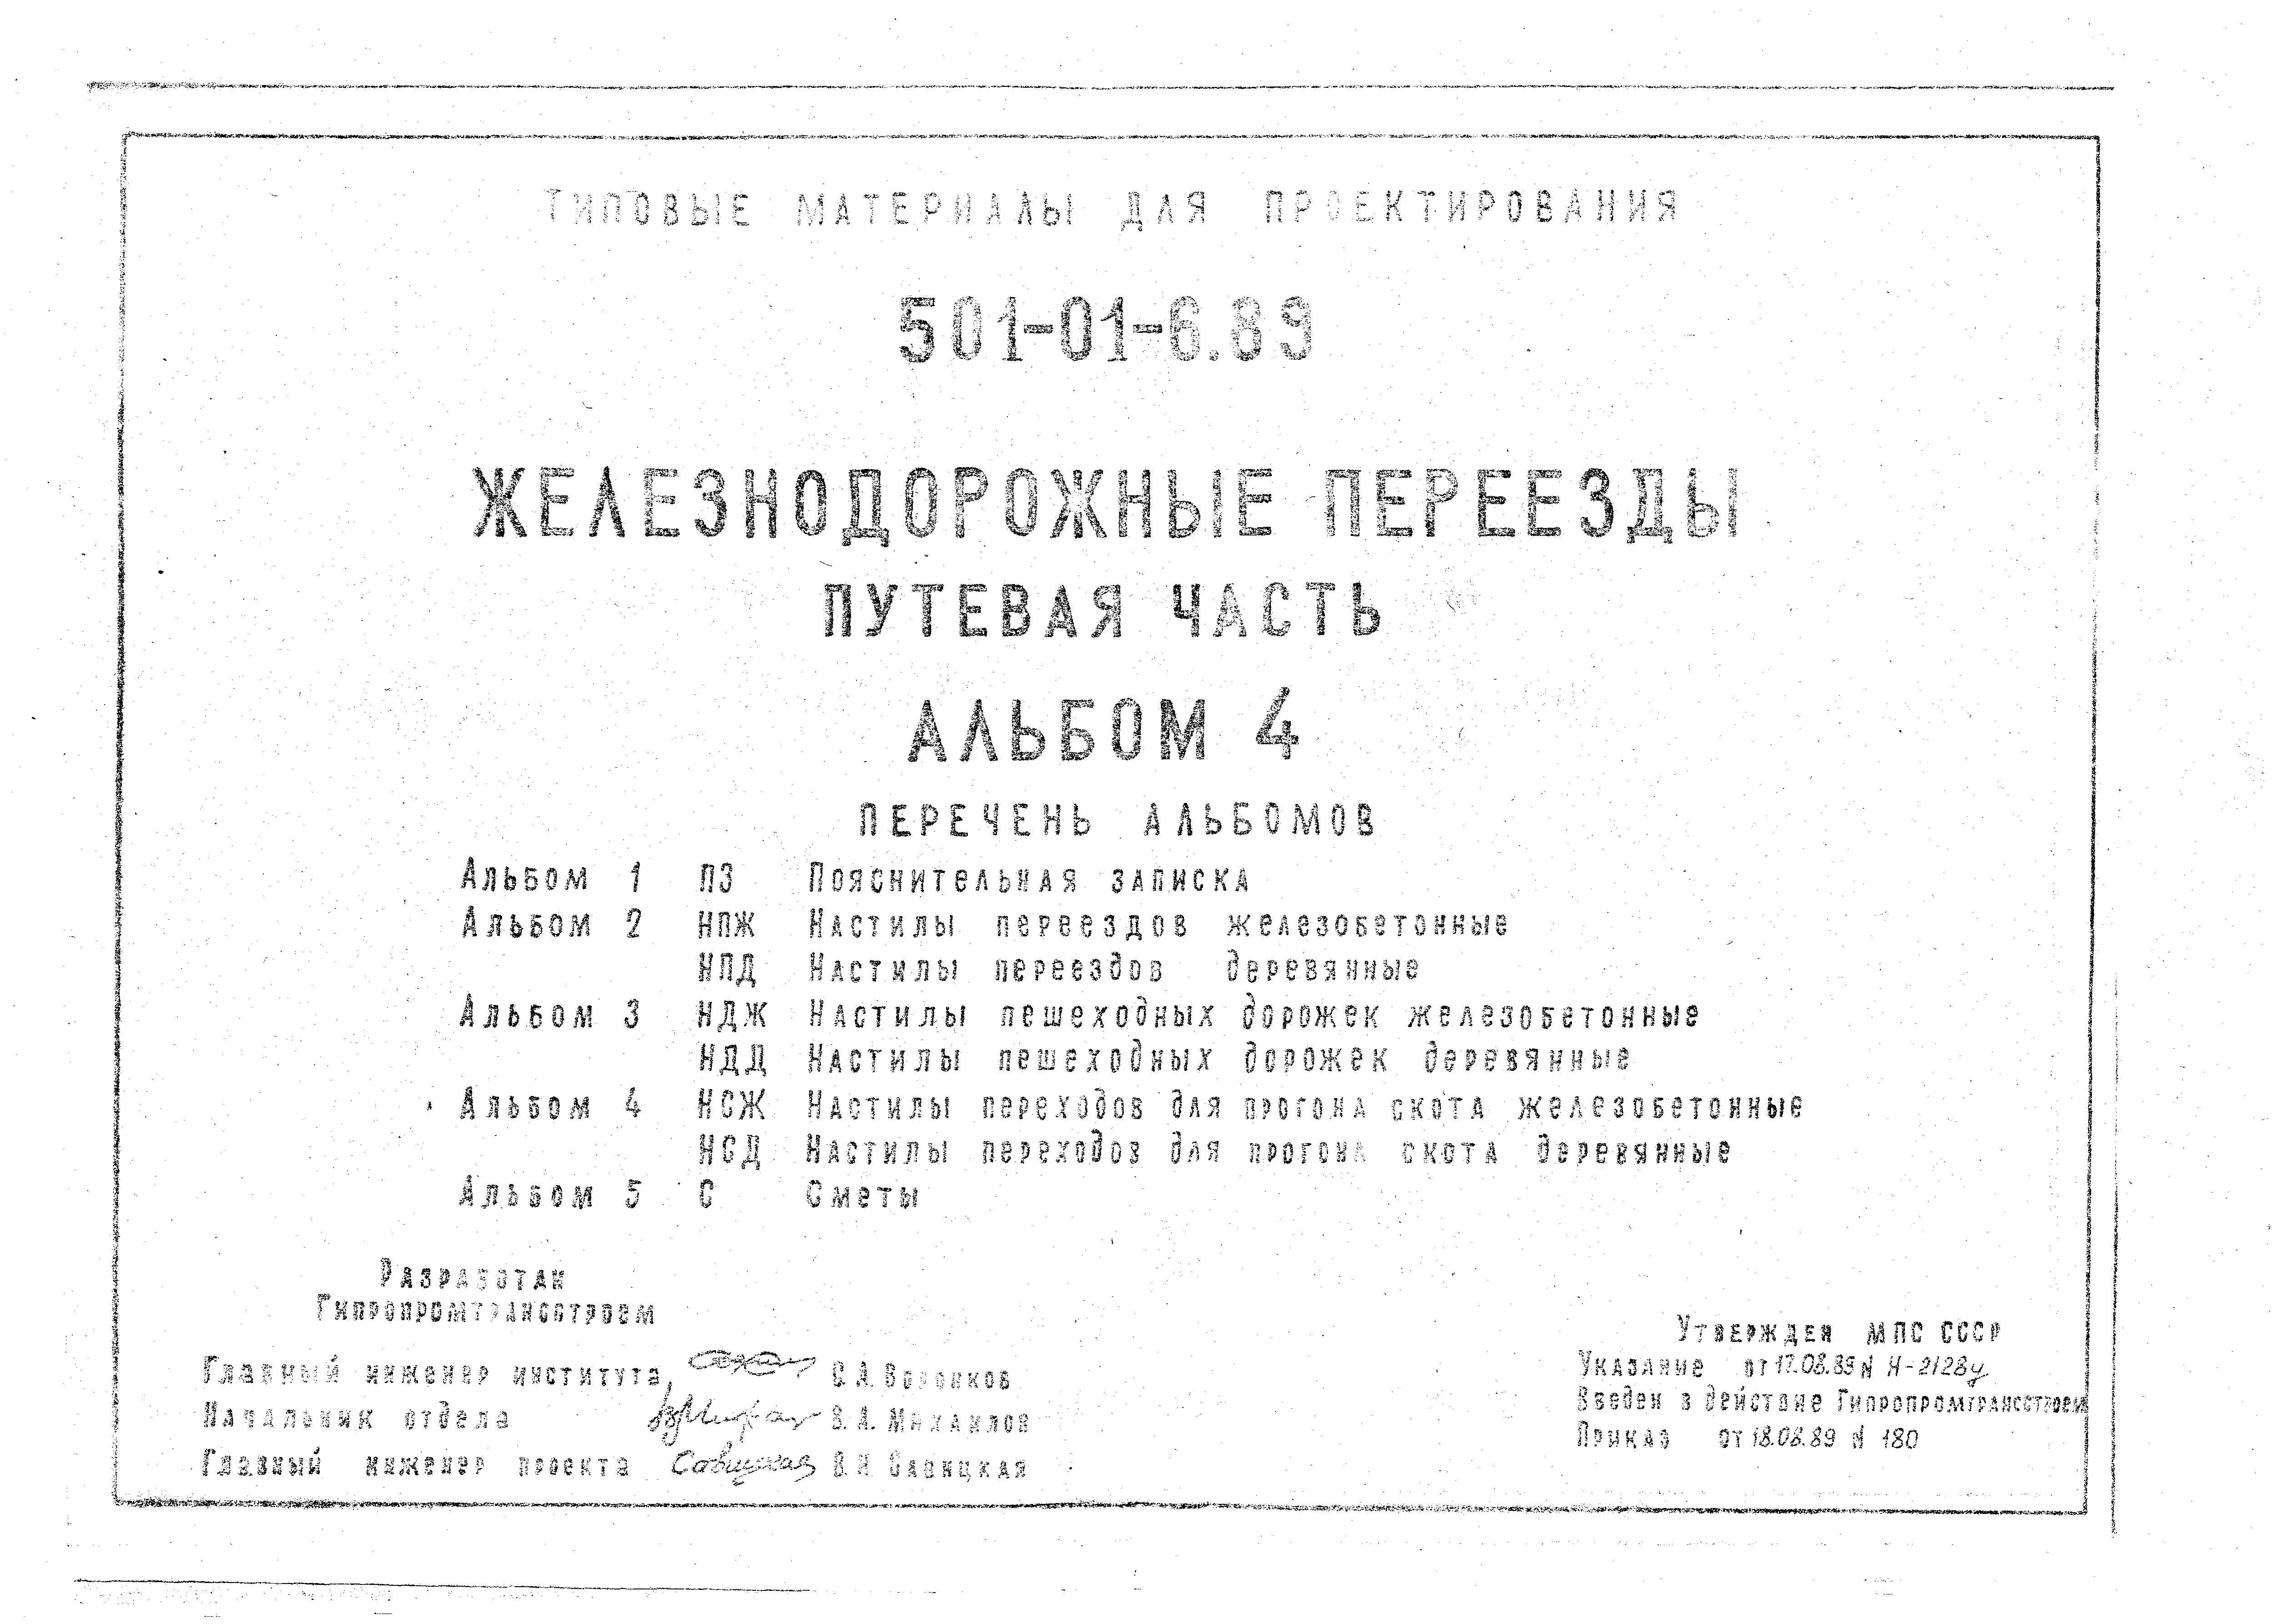 ТИПОВЫЕ МАТЕРИАЛЫ ДЛЯ ПРОЕКТИРОВАНИЯ
501-01-6.89
ЖЕЛЕЗНОДОРОЖНЫЕ ПЕРЕЕЗДЫ
ПУТЕВАЯ ЧАСТЬ
АЛЬБОМ 4
ПЕРЕЧЕНЬ АЛЬБОМОВ
Альбом 1 ПЗ Пояснительная записка
Альбом 2 НПЖ Настилы переездов железобетонные
НПД Настилы переездов деревянные
Альбом 3 НДЖ Настилы пешеходных дорожек железобетонные
НДД Настилы пешеходных дорожек деревянные
Альбом 4 НСЖ Настилы переходов для прогона скота железобетонные
НСД Настилы переходов для прогона скота деревянные
Альбом 5 С Сметы
Разработан
Гипропромтрансстроем
Главный инженер института С.А. Воронков
Начальник отдела В.А. Михайлов
Главный инженер проекта Савицкая В.И Савицкая
Утвержден МПС СССР
Указание от 17.08.89 N Н-2128у
Введен в действие Гипропромтрансстроем
Приказ от 18.08.89 N 180